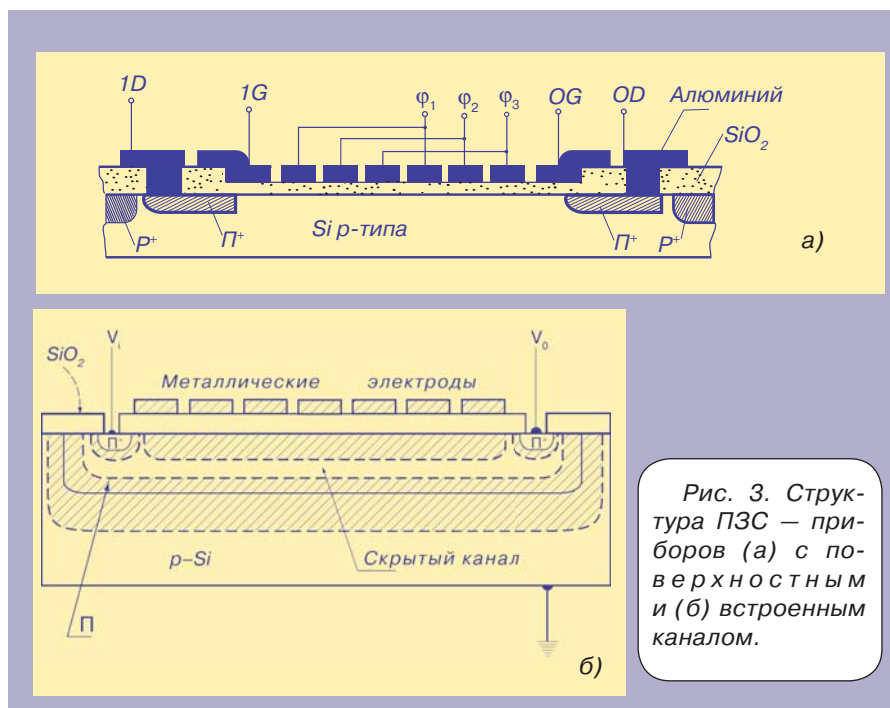 1D 1G φ1 φ2 φ3 OG OD Алюминий
SiO2
P+ П+ Si р-типа П+ P+
а)
SiO2 Vi V0
Металлические электроды
П П
p–Si Скрытый канал
П
б)
Рис. 3. Струк-
тура ПЗС — при-
боров (а) с по-
верхностным
и (б) встроенным
каналом.